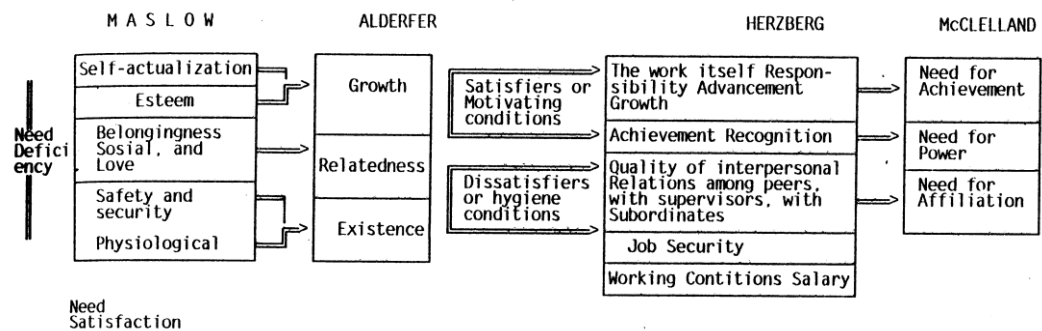 M A S L O W
ALDERFER
HERZBERG
McCLELLAND
Need
Defici
ency
Self-actualization
Esteem
Belongingness
Sosial, and
Love
Safety and
security
Physiological
Growth
Relatedness
Existence
Satisfiers or
Motivating
conditions
Dissatisfiers
or hygiene
conditions
The work itself Respon-
sibility Advancement
Growth
Achievement Recognition
Quality of interpersonal
Relations among peers,
with supervisors, with
Subordinates
Job Security
Working Contitions Salary
Need for
Achievement
Need for
Power
Need for
Affiliation
Need
Satisfaction